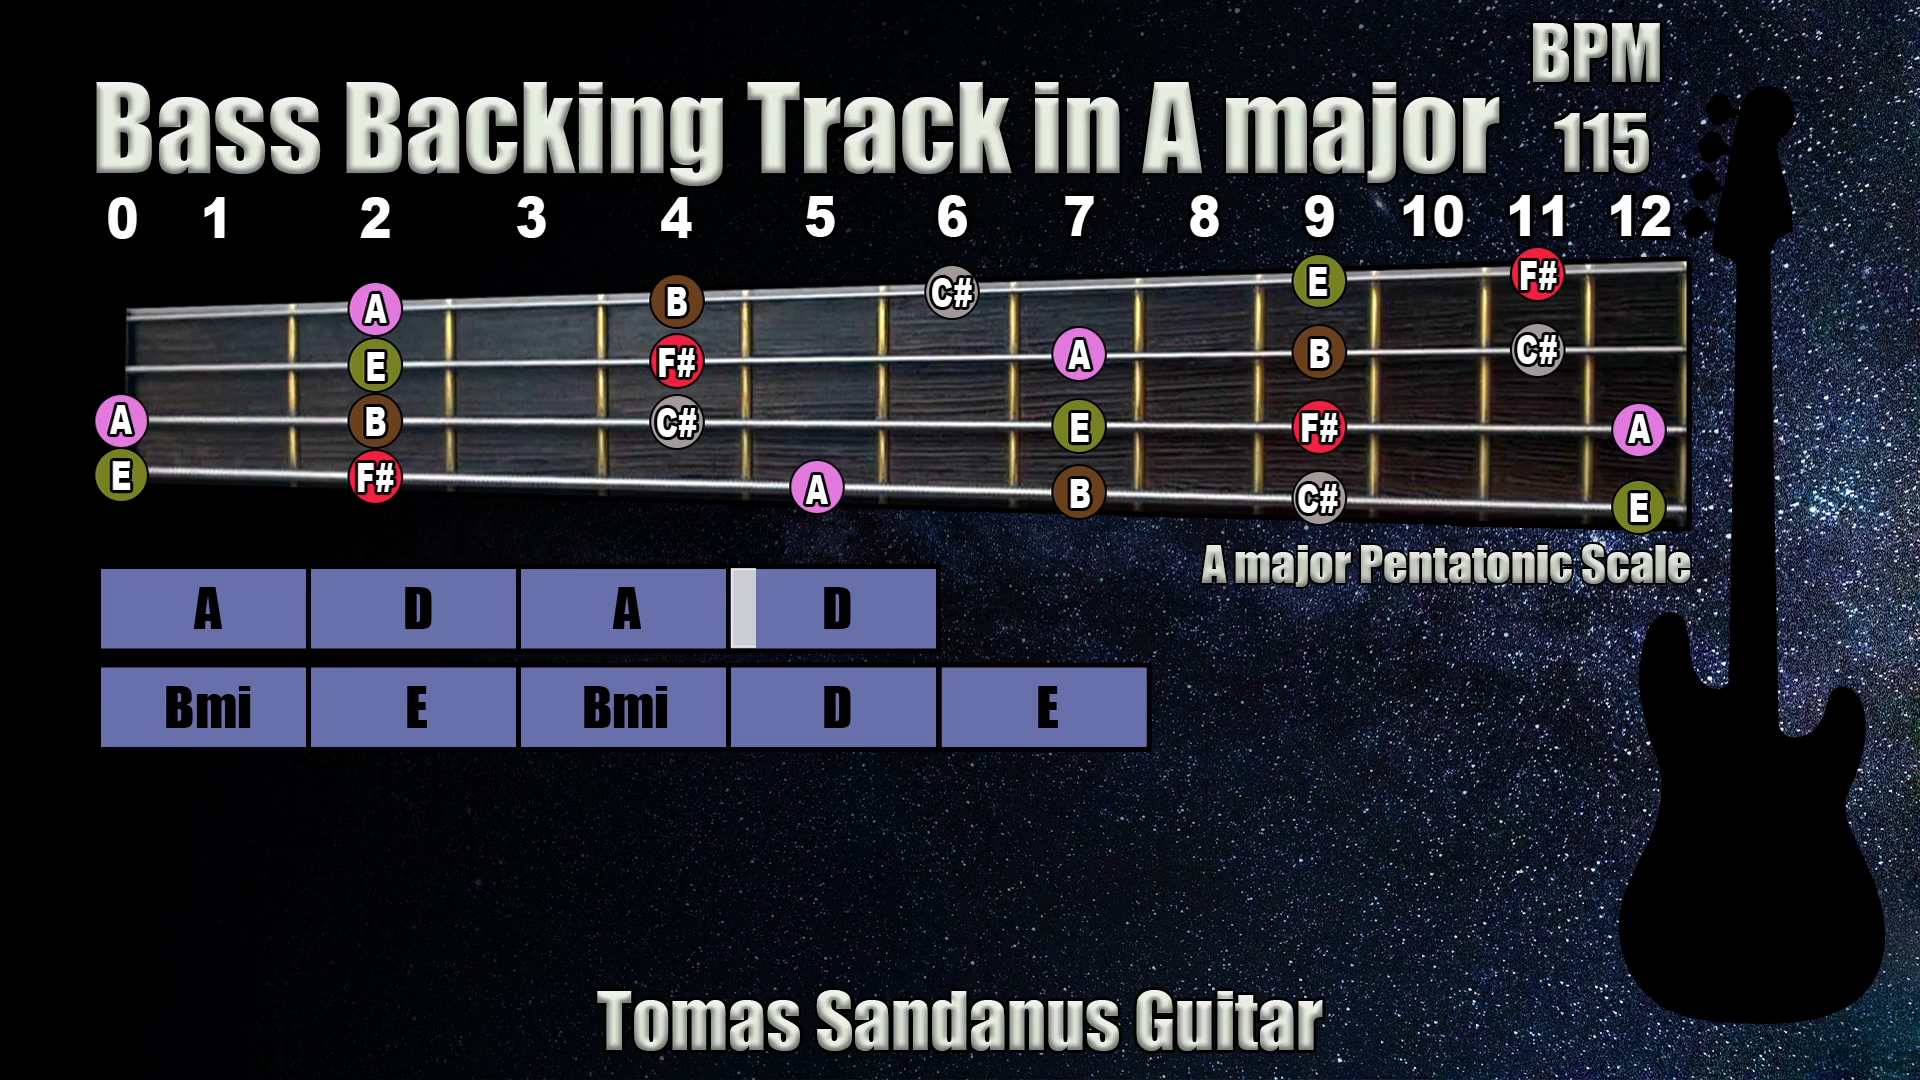 BPM
Bass Backing Track in A major 115
0 1 2 3 4 5 6 7 8 9 10 11 12
A B C# E F#
E F# A B C#
A B C# E F# A
E F# A B C# E
A major Pentatonic Scale
A D A D
Bmi E Bmi D E
Tomas Sandanus Guitar